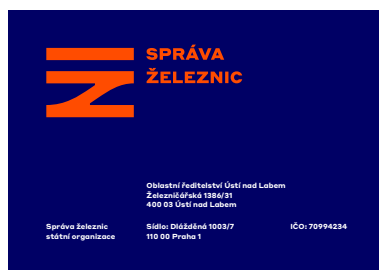 SPRÁVA
ŽELEZNIC
Oblastní ředitelství Ústí nad Labem
Železničářská 1386/31
400 03 Ústí nad Labem
Správa železnic
státní organizace
Sídlo: Dlážděná 1003/7
110 00 Praha 1
IČO: 70994234